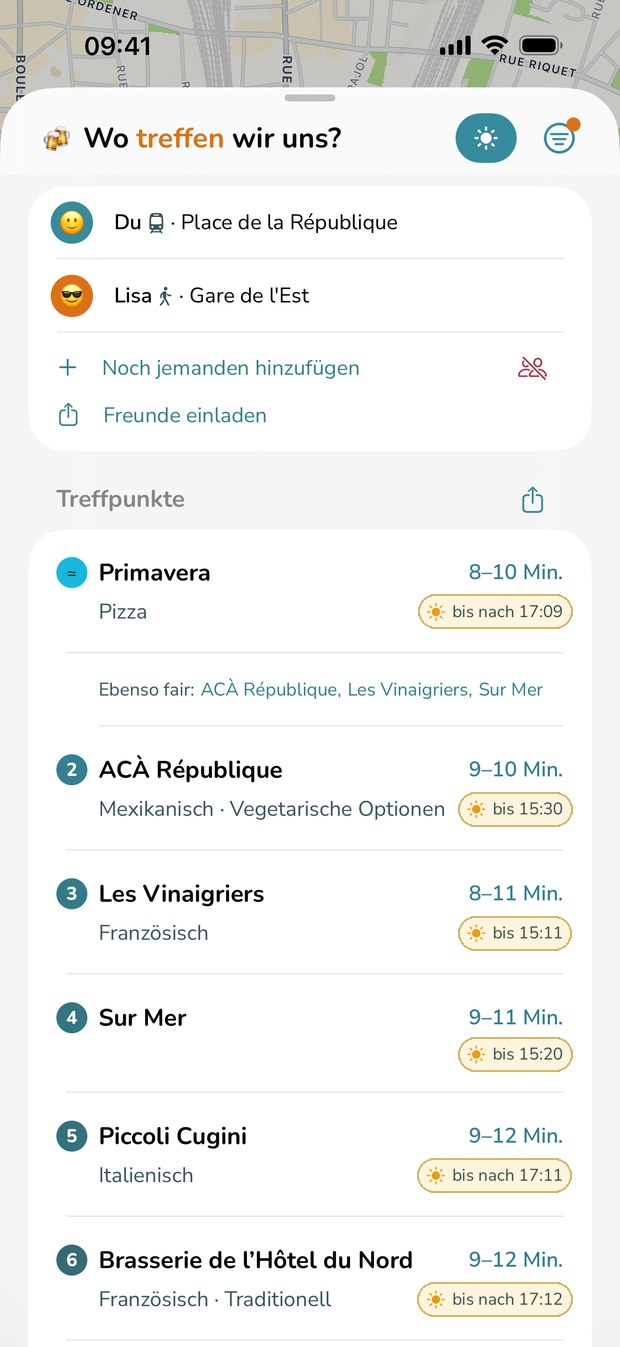 ORDENER
09:41
BOULE
RUE
RUE
PAJOL
RUE RIQUET
Wo treffen wir uns?
Du · Place de la République
Lisa · Gare de l'Est
Noch jemanden hinzufügen
Freunde einladen
Treffpunkte
≈ Primavera 8–10 Min.
Pizza bis nach 17:09
Ebenso fair: ACÀ République, Les Vinaigriers, Sur Mer
2 ACÀ République 9–10 Min.
Mexikanisch · Vegetarische Optionen bis 15:30
3 Les Vinaigriers 8–11 Min.
Französisch bis 15:11
4 Sur Mer 9–11 Min.
bis 15:20
5 Piccoli Cugini 9–12 Min.
Italienisch bis nach 17:11
6 Brasserie de l’Hôtel du Nord 9–12 Min.
Französisch · Traditionell bis nach 17:12